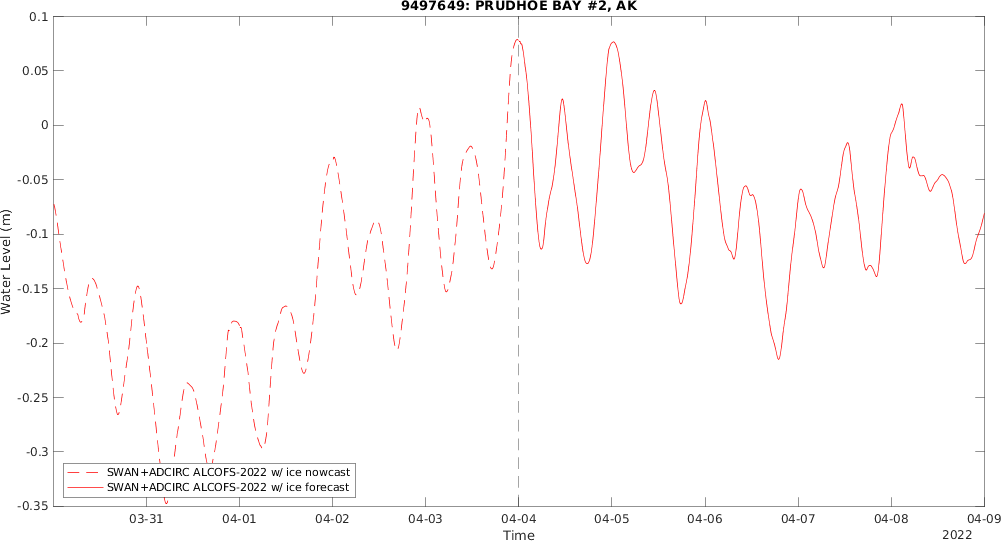 9497649: PRUDHOE BAY #2, AK
0.1
0.05
0
-0.05
-0.1
-0.15
-0.2
-0.25
-0.3
-0.35
Water Level (m)
SWAN+ADCIRC ALCOFS-2022 w/ ice nowcast
SWAN+ADCIRC ALCOFS-2022 w/ ice forecast
03-31 04-01 04-02 04-03 04-04 04-05 04-06 04-07 04-08 04-09
Time
2022